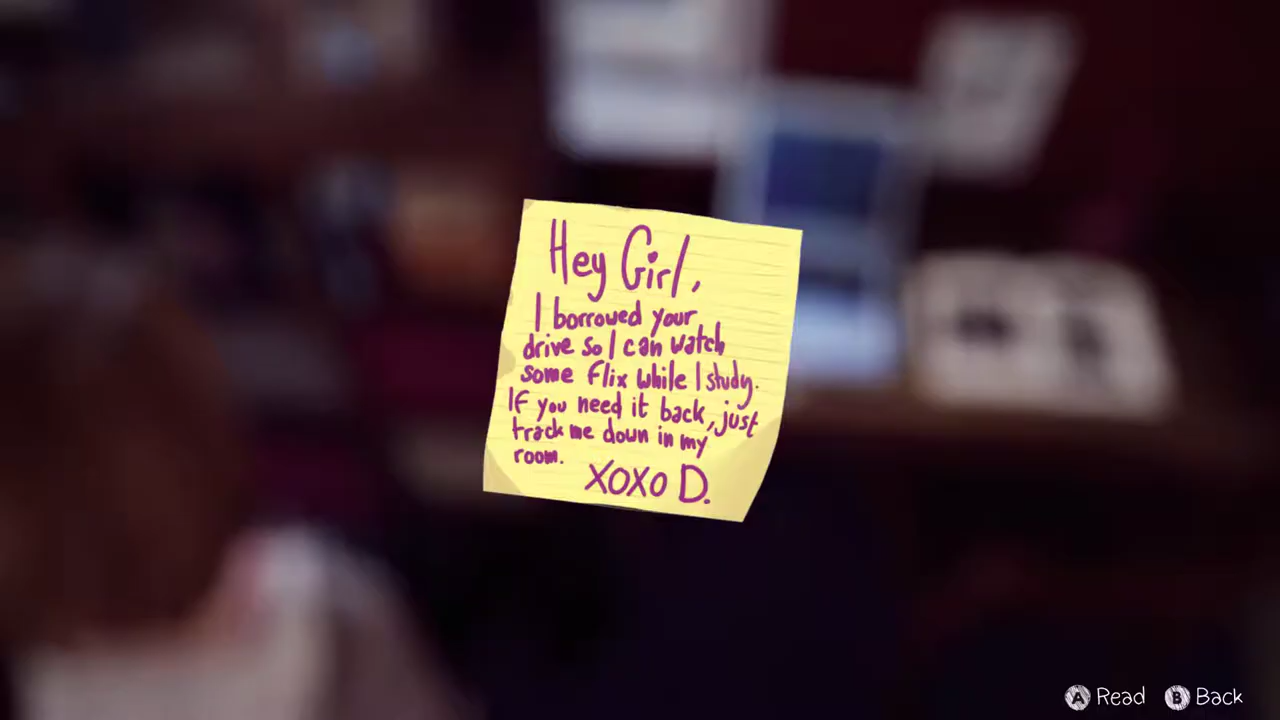 Hey Girl,
I borrowed your
drive so I can watch
some Flix while I study.
If you need it back, just
track me down in my
room.
XOXO D.
A Read B Back